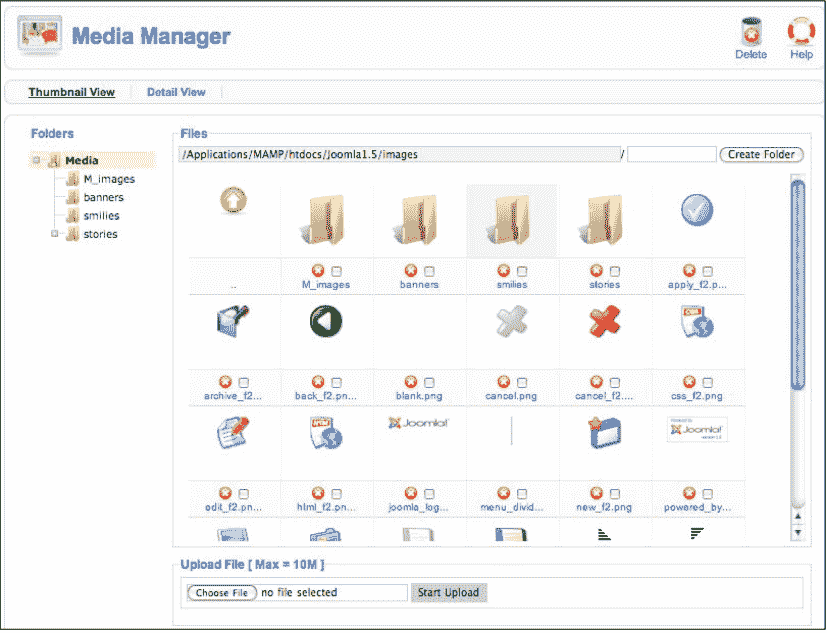 Media Manager
Delete
Help
Thumbnail View
Detail View
Folders
Media
M_images
banners
smilies
stories
Files
/Applications/MAMP/htdocs/Joomla1.5/images
/
Create Folder
..
M_images
banners
smilies
stories
apply_f2.p...
archive_f2...
back_f2.pn...
blank.png
cancel.png
cancel_f2....
css_f2.png
Joomla!
Joomla!
edit_f2.pn...
html_f2.pn...
joomla_log...
menu_divid...
new_f2.png
powered_by...
Upload File [ Max = 10M ]
Choose File
no file selected
Start Upload